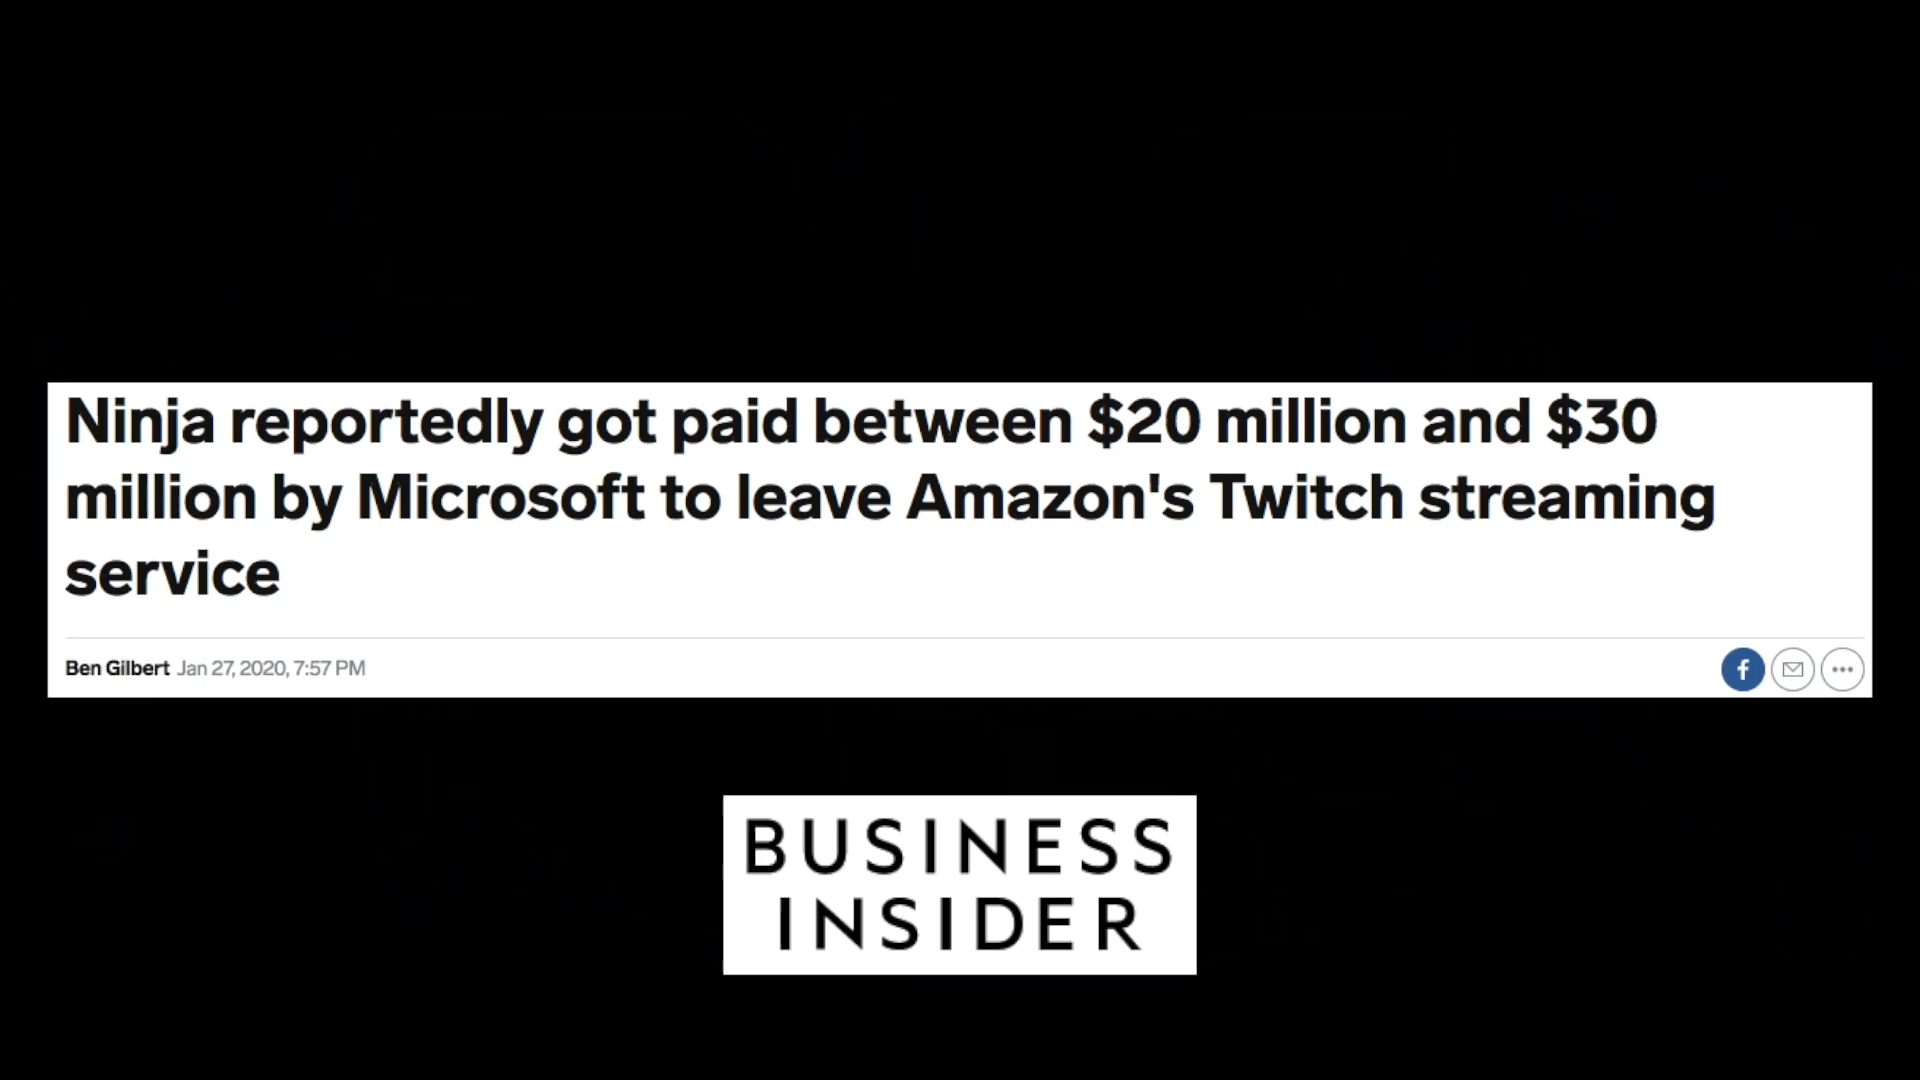 Ninja reportedly got paid between $20 million and $30
million by Microsoft to leave Amazon's Twitch streaming
service
Ben Gilbert Jan 27, 2020, 7:57 PM
f
BUSINESS
INSIDER